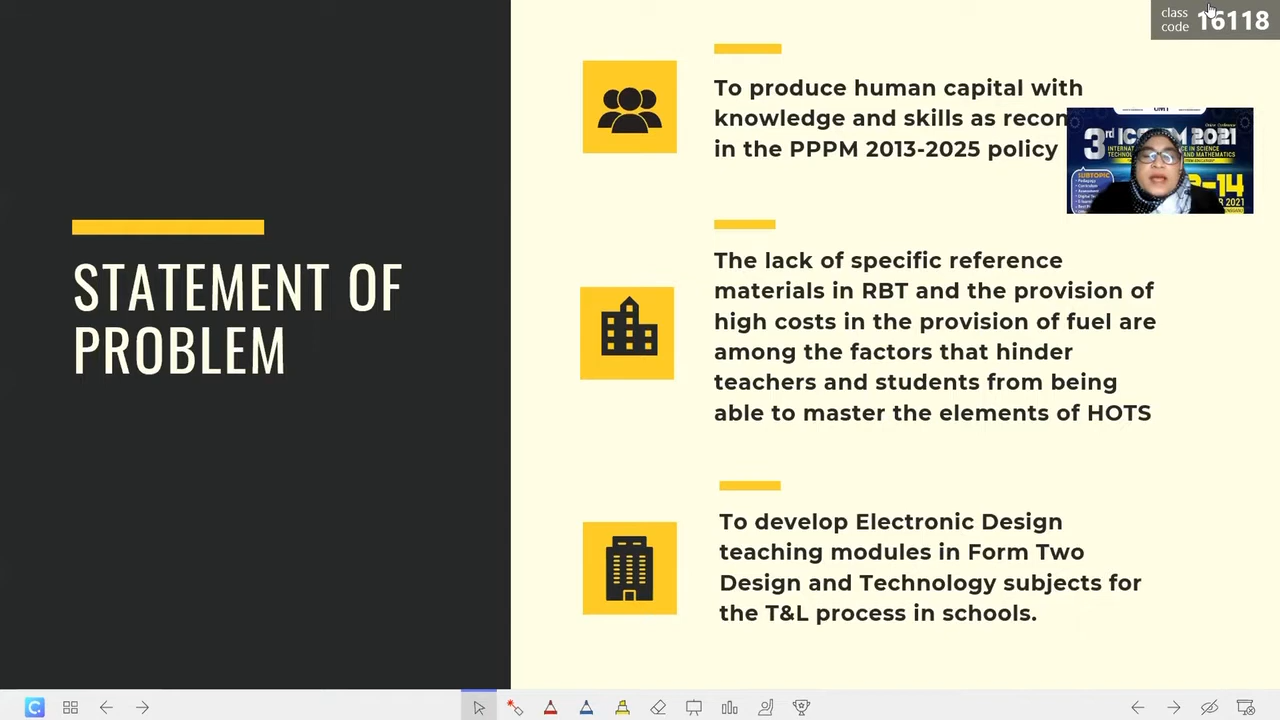 class
code 16118
To produce human capital with
knowledge and skills as recom
in the PPPM 2013-2025 policy
3rd IC 2021
SUBTOPIC
STATEMENT OF
PROBLEM
The lack of specific reference
materials in RBT and the provision of
high costs in the provision of fuel are
among the factors that hinder
teachers and students from being
able to master the elements of HOTS
To develop Electronic Design
teaching modules in Form Two
Design and Technology subjects for
the T&L process in schools.